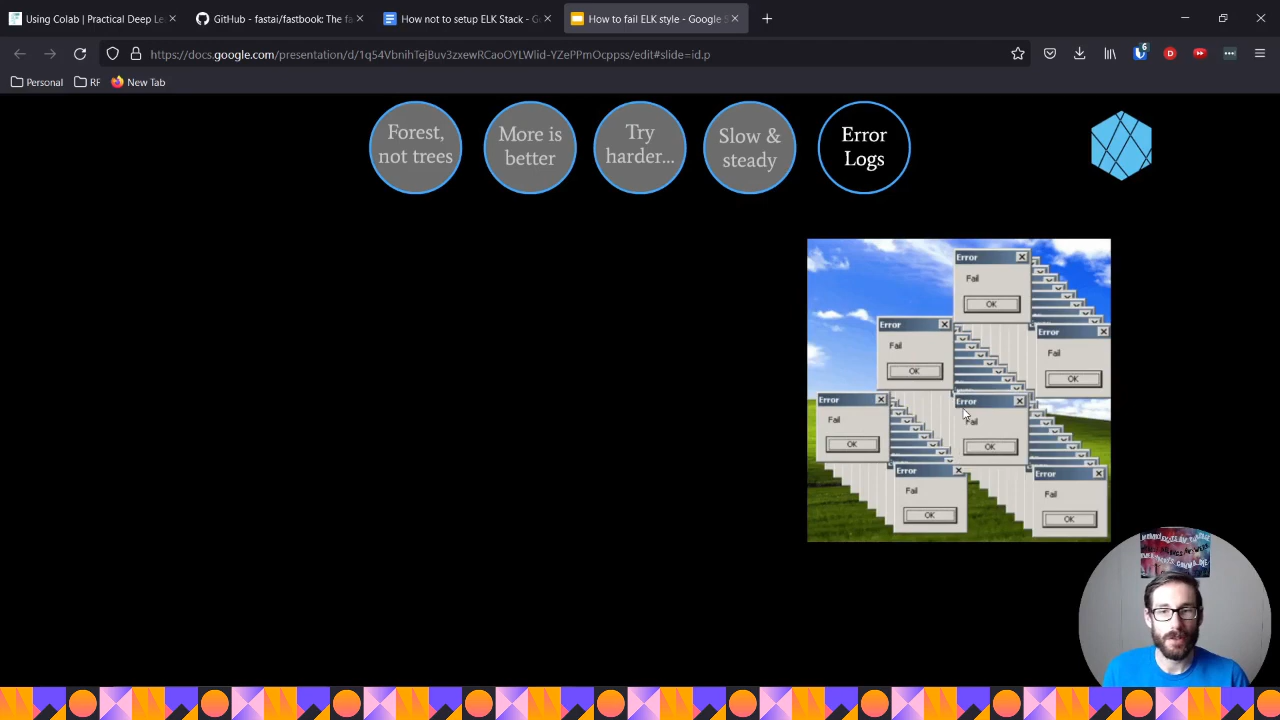 Using Colab | Practical Deep Le
GitHub - fastai/fastbook: The fa
How not to setup ELK Stack - Go
How to fail ELK style - Google S
https://docs.google.com/presentation/d/1q54VbnihTejBuv3zxewRCaoOYLWlid-YZePPmOcppss/edit#slide=id.p
6
D
Personal
RF
New Tab
Forest,
not trees
More is
better
Try
harder...
Slow &
steady
Error
Logs
Error
Fail
OK
Error
Fail
OK
Error
Fail
OK
Error
Fail
OK
Error
Fail
OK
Error
Fail
OK
Error
Fail
OK